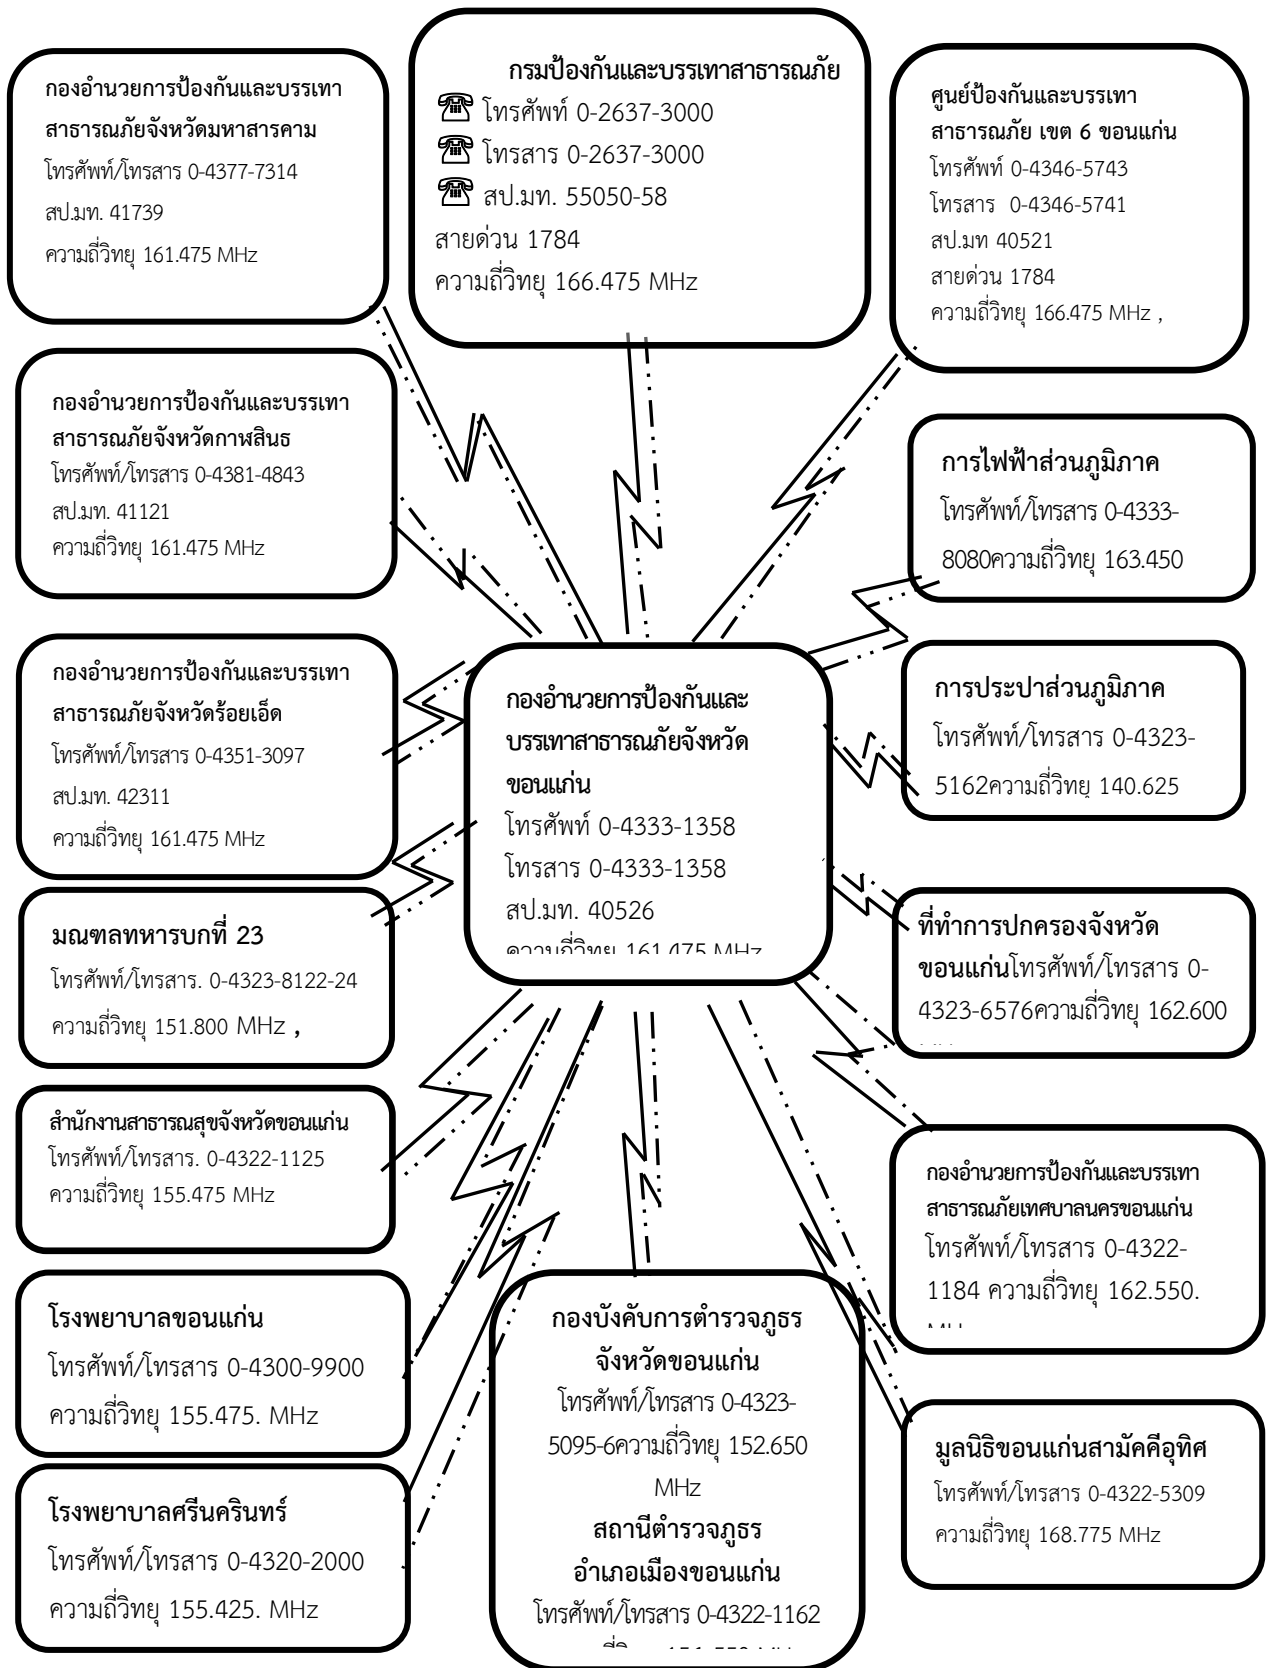 กรมป้องกันและบรรเทาสาธารณภัย
โทรศัพท์ 0-2637-3000
โทรสาร 0-2637-3000
สป.มท. 55050-58
สายด่วน 1784
ความถี่วิทยุ 166.475 MHz
กองอำนวยการป้องกันและบรรเทา
สาธารณภัยจังหวัดมหาสารคาม
โทรศัพท์/โทรสาร 0-4377-7314
สป.มท. 41739
ความถี่วิทยุ 161.475 MHz
ศูนย์ป้องกันและบรรเทา
สาธารณภัย เขต 6 ขอนแก่น
โทรศัพท์ 0-4346-5743
โทรสาร 0-4346-5741
สป.มท 40521
สายด่วน 1784
ความถี่วิทยุ 166.475 MHz ,
กองอำนวยการป้องกันและบรรเทา
สาธารณภัยจังหวัดกาฬสินธ
โทรศัพท์/โทรสาร 0-4381-4843
สป.มท. 41121
ความถี่วิทยุ 161.475 MHz
การไฟฟ้าส่วนภูมิภาค
โทรศัพท์/โทรสาร 0-4333-
8080ความถี่วิทยุ 163.450
กองอำนวยการป้องกันและบรรเทา
สาธารณภัยจังหวัดร้อยเอ็ด
โทรศัพท์/โทรสาร 0-4351-3097
สป.มท. 42311
ความถี่วิทยุ 161.475 MHz
กองอำนวยการป้องกันและ
บรรเทาสาธารณภัยจังหวัด
ขอนแก่น
โทรศัพท์ 0-4333-1358
โทรสาร 0-4333-1358
สป.มท. 40526
ความถี่วิทยุ 161.475 MHz
การประปาส่วนภูมิภาค
โทรศัพท์/โทรสาร 0-4323-
5162ความถี่วิทยุ 140.625
มณฑลทหารบกที่ 23
โทรศัพท์/โทรสาร. 0-4323-8122-24
ความถี่วิทยุ 151.800 MHz ,
ที่ทำการปกครองจังหวัด
ขอนแก่นโทรศัพท์/โทรสาร 0-
4323-6576ความถี่วิทยุ 162.600
สำนักงานสาธารณสุขจังหวัดขอนแก่น
โทรศัพท์/โทรสาร. 0-4322-1125
ความถี่วิทยุ 155.475 MHz
กองอำนวยการป้องกันและบรรเทา
สาธารณภัยเทศบาลนครขอนแก่น
โทรศัพท์/โทรสาร 0-4322-
1184 ความถี่วิทยุ 162.550.
โรงพยาบาลขอนแก่น
โทรศัพท์/โทรสาร 0-4300-9900
ความถี่วิทยุ 155.475. MHz
กองบังคับการตำรวจภูธร
จังหวัดขอนแก่น
โทรศัพท์/โทรสาร 0-4323-
5095-6ความถี่วิทยุ 152.650
MHz
สถานีตำรวจภูธร
อำเภอเมืองขอนแก่น
โทรศัพท์/โทรสาร 0-4322-1162
มูลนิธิขอนแก่นสามัคคีอุทิศ
โทรศัพท์/โทรสาร 0-4322-5309
ความถี่วิทยุ 168.775 MHz
โรงพยาบาลศรีนครินทร์
โทรศัพท์/โทรสาร 0-4320-2000
ความถี่วิทยุ 155.425. MHz